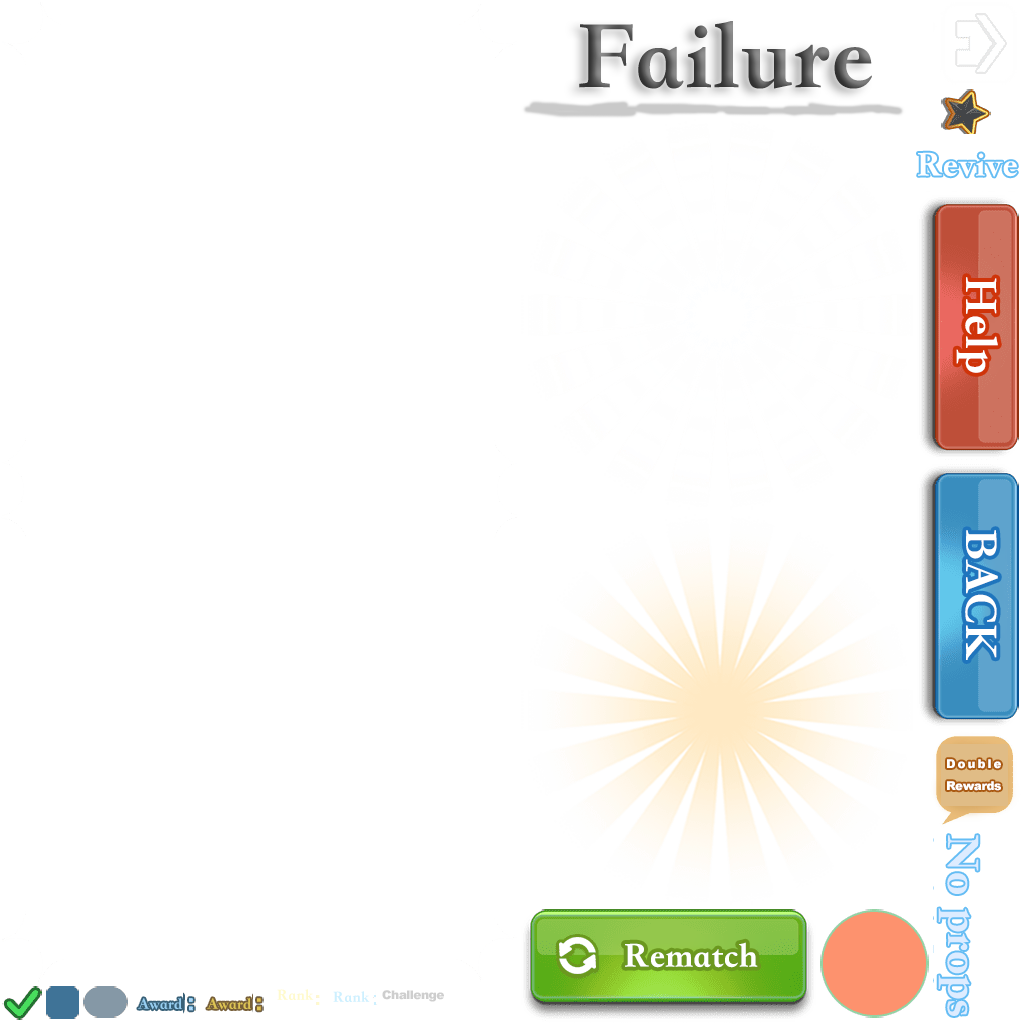 Failure
Revive
Help
BACK
Double
Rewards
No props
Rematch
Award:
Award:
Rank:
Rank:
Challenge